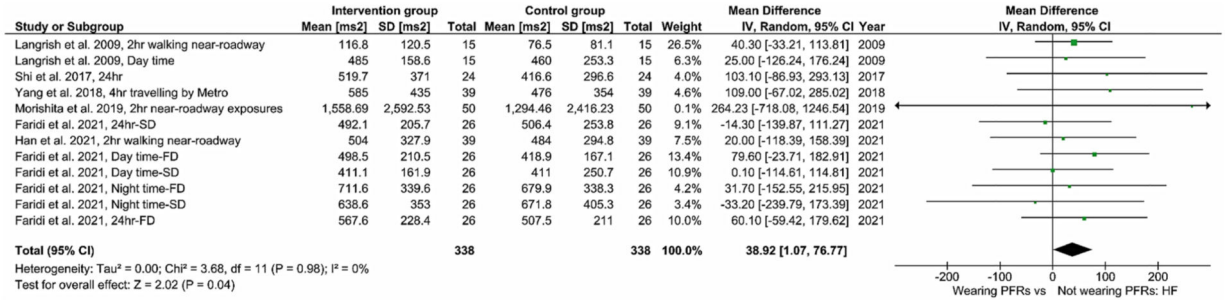 Intervention group Control group Mean Difference Mean Difference
Study or Subgroup Mean [ms2] SD [ms2] Total Mean [ms2] SD [ms2] Total Weight IV, Random, 95% CI Year IV, Random, 95% CI
Langrish et al. 2009, 2hr walking near-roadway 116.8 120.5 15 76.5 81.1 15 26.5% 40.30 [-33.21, 113.81] 2009
Langrish et al. 2009, Day time 485 158.6 15 460 253.3 15 6.3% 25.00 [-126.24, 176.24] 2009
Shi et al. 2017, 24hr 519.7 371 24 416.6 296.6 24 4.0% 103.10 [-86.93, 293.13] 2017
Yang et al. 2018, 4hr travelling by Metro 585 435 39 476 354 39 4.6% 109.00 [-67.02, 285.02] 2018
Morishita et al. 2019, 2hr near-roadway exposures 1,558.69 2,592.53 50 1,294.46 2,416.23 50 0.1% 264.23 [-718.08, 1246.54] 2019
Faridi et al. 2021, 24hr-SD 492.1 205.7 26 506.4 253.8 26 9.1% -14.30 [-139.87, 111.27] 2021
Han et al. 2021, 2hr walking near-roadway 504 327.9 39 484 294.8 39 7.5% 20.00 [-118.39, 158.39] 2021
Faridi et al. 2021, Day time-FD 498.5 210.5 26 418.9 167.1 26 13.4% 79.60 [-23.71, 182.91] 2021
Faridi et al. 2021, Day time-SD 411.1 161.9 26 411 250.7 26 10.9% 0.10 [-114.61, 114.81] 2021
Faridi et al. 2021, Night time-FD 711.6 339.6 26 679.9 338.3 26 4.2% 31.70 [-152.55, 215.95] 2021
Faridi et al. 2021, Night time-SD 638.6 353 26 671.8 405.3 26 3.4% -33.20 [-239.79, 173.39] 2021
Faridi et al. 2021, 24hr-FD 567.6 228.4 26 507.5 211 26 10.0% 60.10 [-59.42, 179.62] 2021
Total (95% CI) 338 338 100.0% 38.92 [1.07, 76.77]
Heterogeneity: Tau² = 0.00; Chi² = 3.68, df = 11 (P = 0.98); I² = 0%
Test for overall effect: Z = 2.02 (P = 0.04)
-200 -100 0 100 200
Wearing PFRs vs Not wearing PFRs: HF